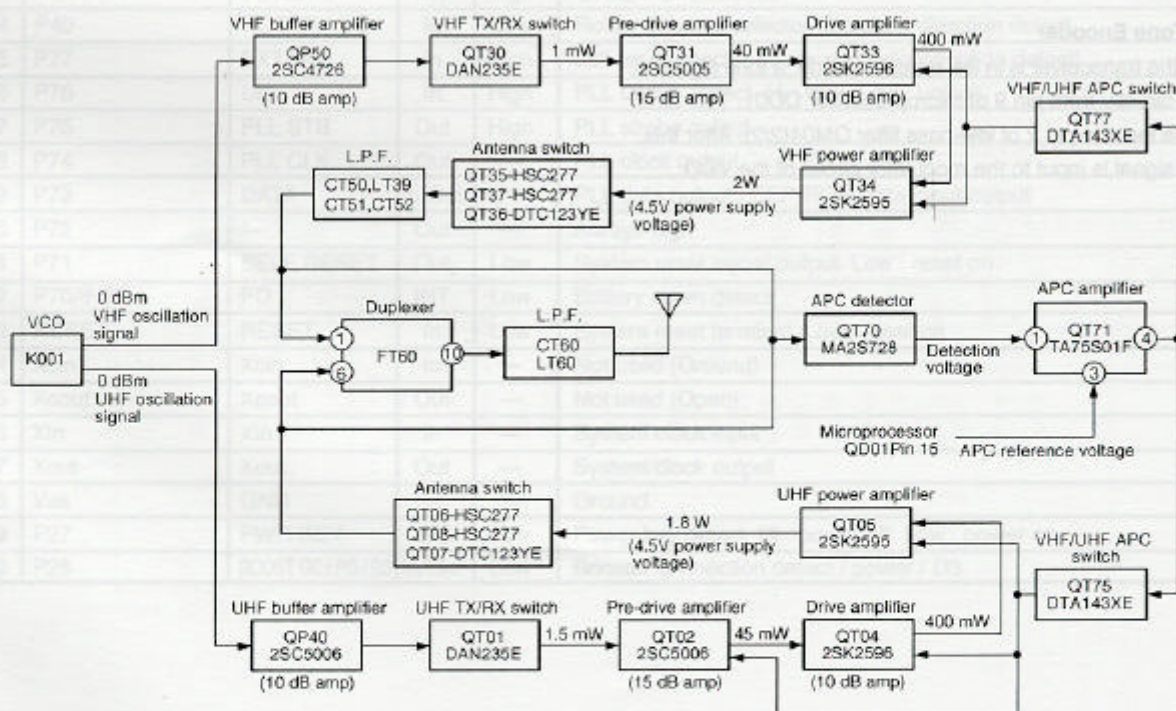 VHF buffer amplifier
QP50
2SC4726
(10 dB amp)
VHF TX/RX switch
QT30
DAN235E
1 mW
Pre-drive amplifier
QT31
2SC5005
(15 dB amp)
40 mW
Drive amplifier
QT33
2SK2596
(10 dB amp)
400 mW
VHF/UHF APC switch
QT77
DTA143XE
L.P.F.
CT50,LT39
CT51,CT52
Antenna switch
QT35-HSC277
QT37-HSC277
QT36-DTC123YE
2W
(4.5V power supply
voltage)
VHF power amplifier
QT34
2SK2595
VCO
K001
0 dBm
VHF oscillation
signal
0 dBm
UHF oscillation
signal
Duplexer
1
6
FT60
10
L.P.F.
CT60
LT60
APC detector
QT70
MA2S728
Detection
voltage
APC amplifier
1
QT71
TA75S01F
4
3
Microprocessor
QD01Pin 15
APC reference voltage
Antenna switch
QT06-HSC277
QT08-HSC277
QT07-DTC123YE
1.8 W
(4.5V power supply
voltage)
UHF power amplifier
QT05
2SK2595
VHF/UHF APC
switch
QT75
DTA143XE
UHF buffer amplifier
QP40
2SC5006
(10 dB amp)
UHF TX/RX switch
QT01
DAN235E
1.5 mW
Pre-drive amplifier
QT02
2SC5006
(15 dB amp)
45 mW
Drive amplifier
QT04
2SK2596
(10 dB amp)
400 mW